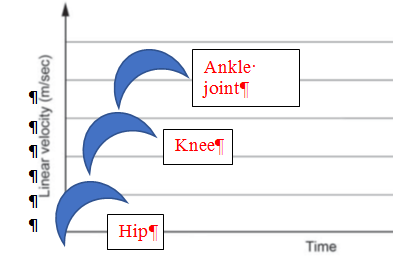 Linear velocity (m/sec)
Ankle·
joint¶
¶
¶
Knee¶
¶
¶
¶
Hip¶
Time